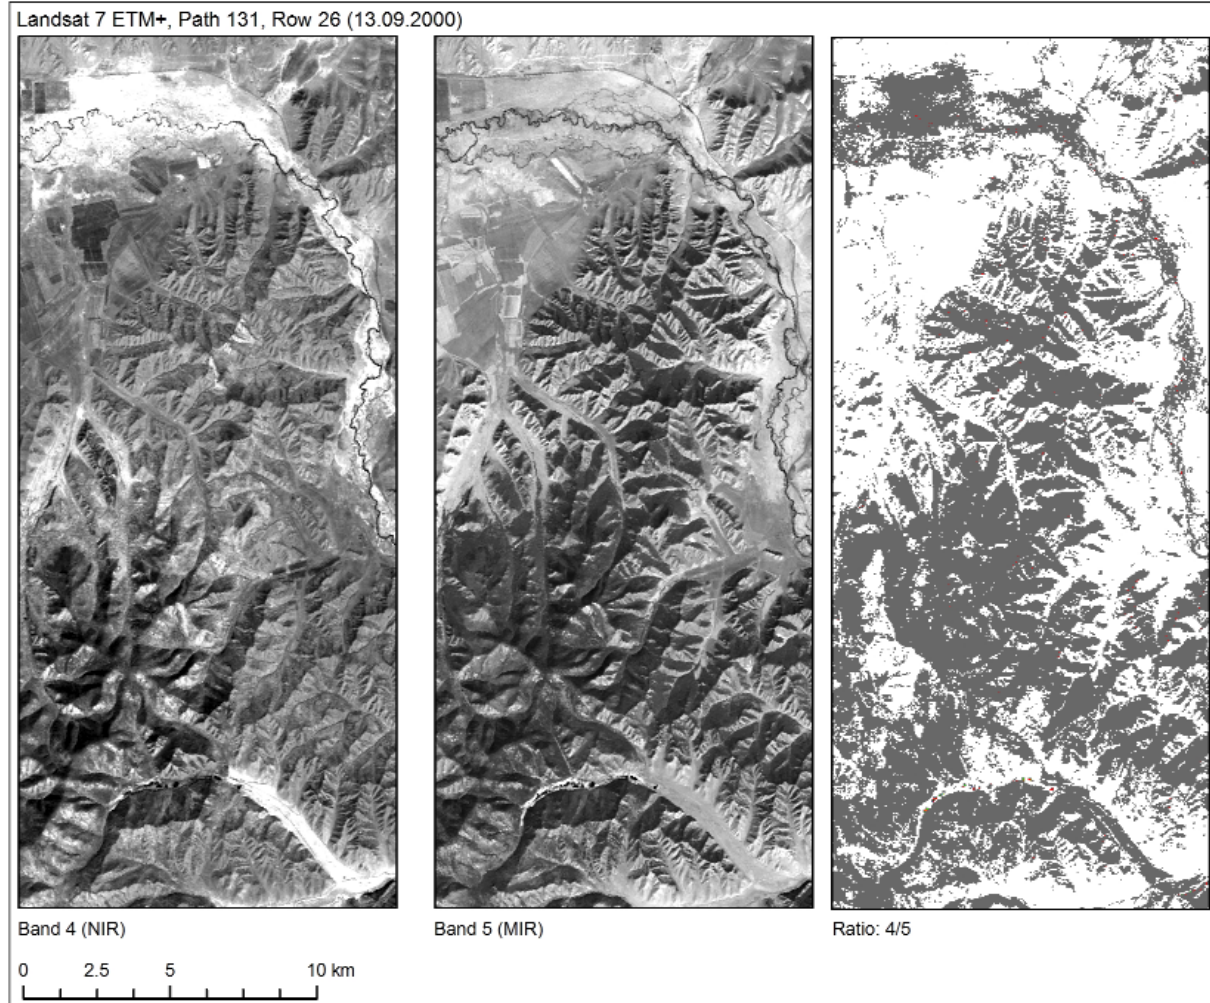 Landsat 7 ETM+, Path 131, Row 26 (13.09.2000)
Band 4 (NIR)
Band 5 (MIR)
Ratio: 4/5
0 2.5 5 10 km